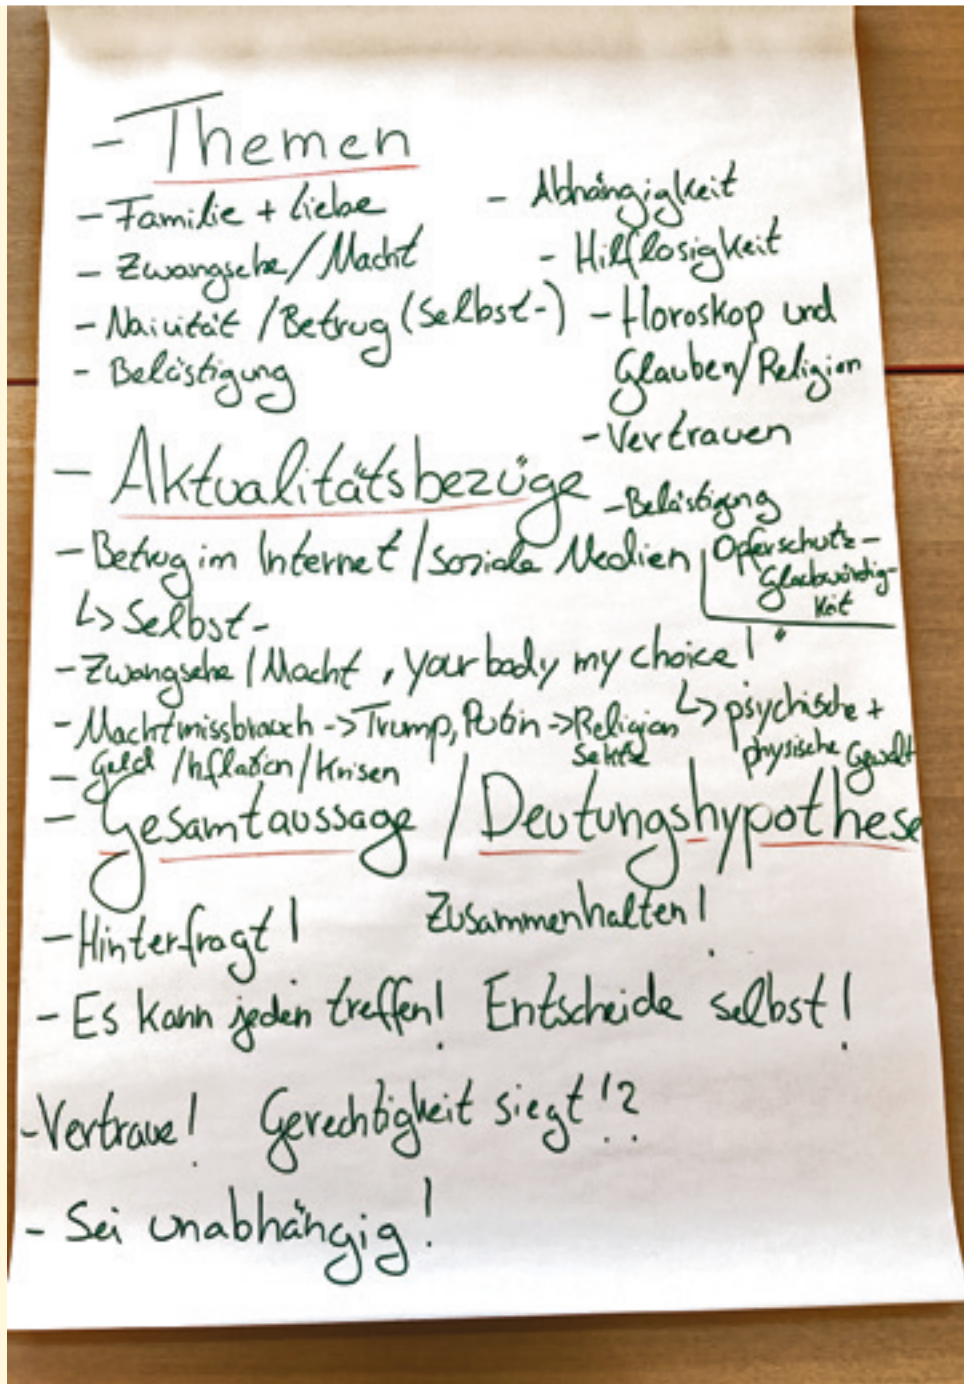 - Themen
- Familie + Liebe
- Zwangsehe/Macht
- Naivität / Betrug (Selbst-)
- Belästigung
- Abhängigkeit
- Hilflosigkeit
- Horoskop und
Glauben/Religion
- Vertrauen
- Belästigung
Opferschutz-
Glaubwürdig-
keit
- Aktualitätsbezüge
- Betrug im Internet / soziale Medien
↳ Selbst-
- Zwangsehe / Macht „your body my choice!"
↳ psychische +
physische Gewalt
- Machtmissbrauch -> Trump, Putin -> Religion
Sekte
- Geld / Inflation / Krisen
- Gesamtaussage / Deutungshypothese
- Hinterfragt! Zusammenhalten!
- Es kann jeden treffen! Entscheide selbst!
- Vertraue! Gerechtigkeit siegt!?
- Sei unabhängig!